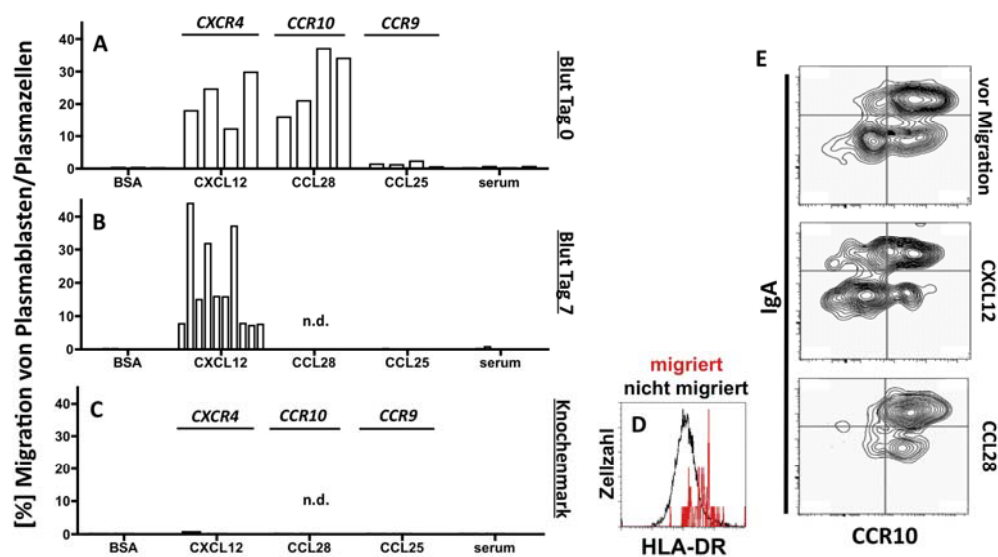 [%] Migration von Plasmablasten/Plasmazellen
A
CXCR4 CCR10 CCR9
40
30
20
10
0
BSA CXCL12 CCL28 CCL25 serum
Blut Tag 0
B
40
30
20
10
0
n.d.
BSA CXCL12 CCL28 CCL25 serum
Blut Tag 7
C
CXCR4 CCR10 CCR9
40
30
20
10
0
n.d.
BSA CXCL12 CCL28 CCL25 serum
Knochenmark
migriert
nicht migriert
D
Zellzahl
HLA-DR
E
vor Migration
CXCL12
CCL28
IgA
CCR10